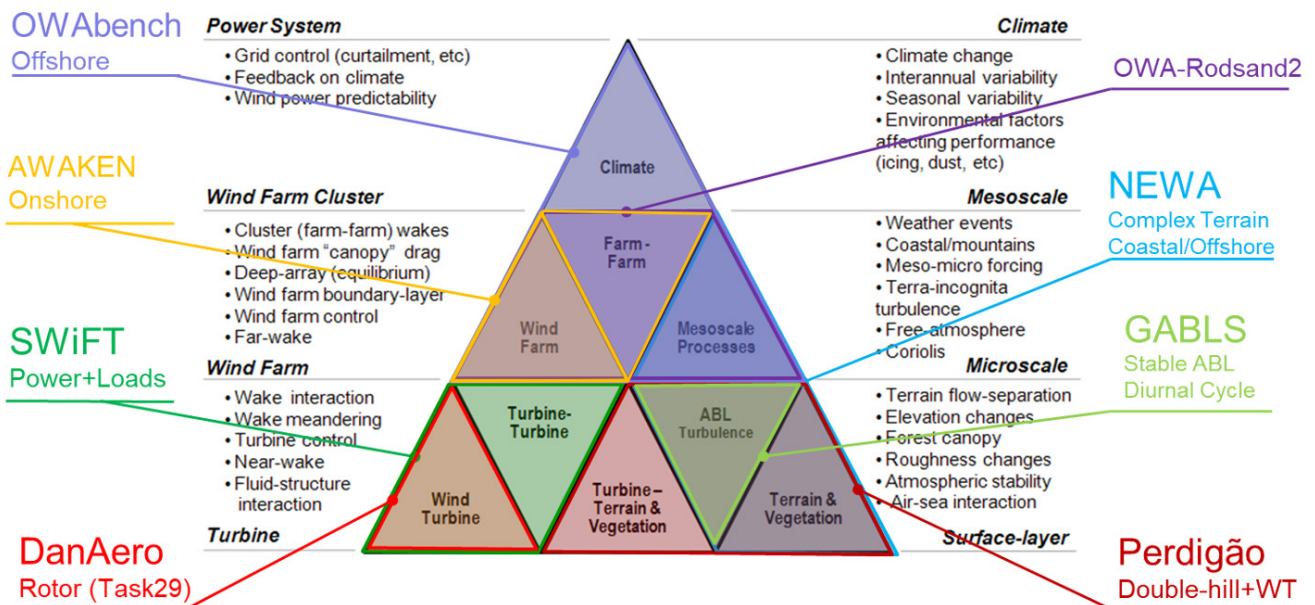 OWAbench
Offshore
Power System
• Grid control (curtailment, etc)
• Feedback on climate
• Wind power predictability
Climate
• Climate change
• Interannual variability
• Seasonal variability
• Environmental factors
affecting performance
(icing, dust, etc)
OWA-Rodsand2
AWAKEN
Onshore
Wind Farm Cluster
• Cluster (farm-farm) wakes
• Wind farm “canopy” drag
• Deep-array (equilibrium)
• Wind farm boundary-layer
• Wind farm control
• Far-wake
Climate
Farm -
Farm
Wind
Farm
Mesoscale
Processes
Mesoscale
• Weather events
• Coastal/mountains
• Meso-micro forcing
• Terra-incognita
turbulence
• Free-atmosphere
• Coriolis
NEWA
Complex Terrain
Coastal/Offshore
SWiFT
Power+Loads
Wind Farm
• Wake interaction
• Wake meandering
• Turbine control
• Near-wake
• Fluid-structure
interaction
Turbine
Turbine-
Turbine
ABL
Turbulence
Wind
Turbine
Turbine –
Terrain &
Vegetation
Terrain &
Vegetation
Microscale
• Terrain flow-separation
• Elevation changes
• Forest canopy
• Roughness changes
• Atmospheric stability
• Air-sea interaction
Surface-layer
GABLS
Stable ABL
Diurnal Cycle
DanAero
Rotor (Task29)
Perdigão
Double-hill+WT